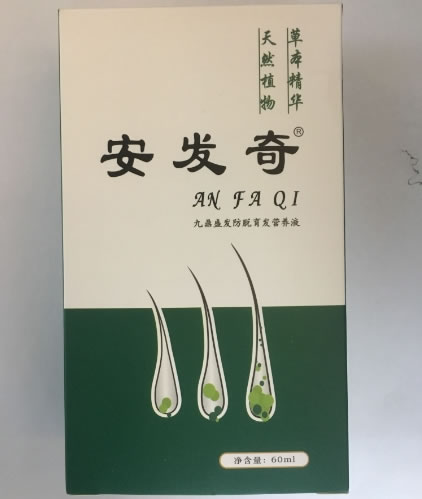 草本精华
天然植物
安发奇®
AN FA QI
九鼎盛发防脱育发营养液
净含量：60ml